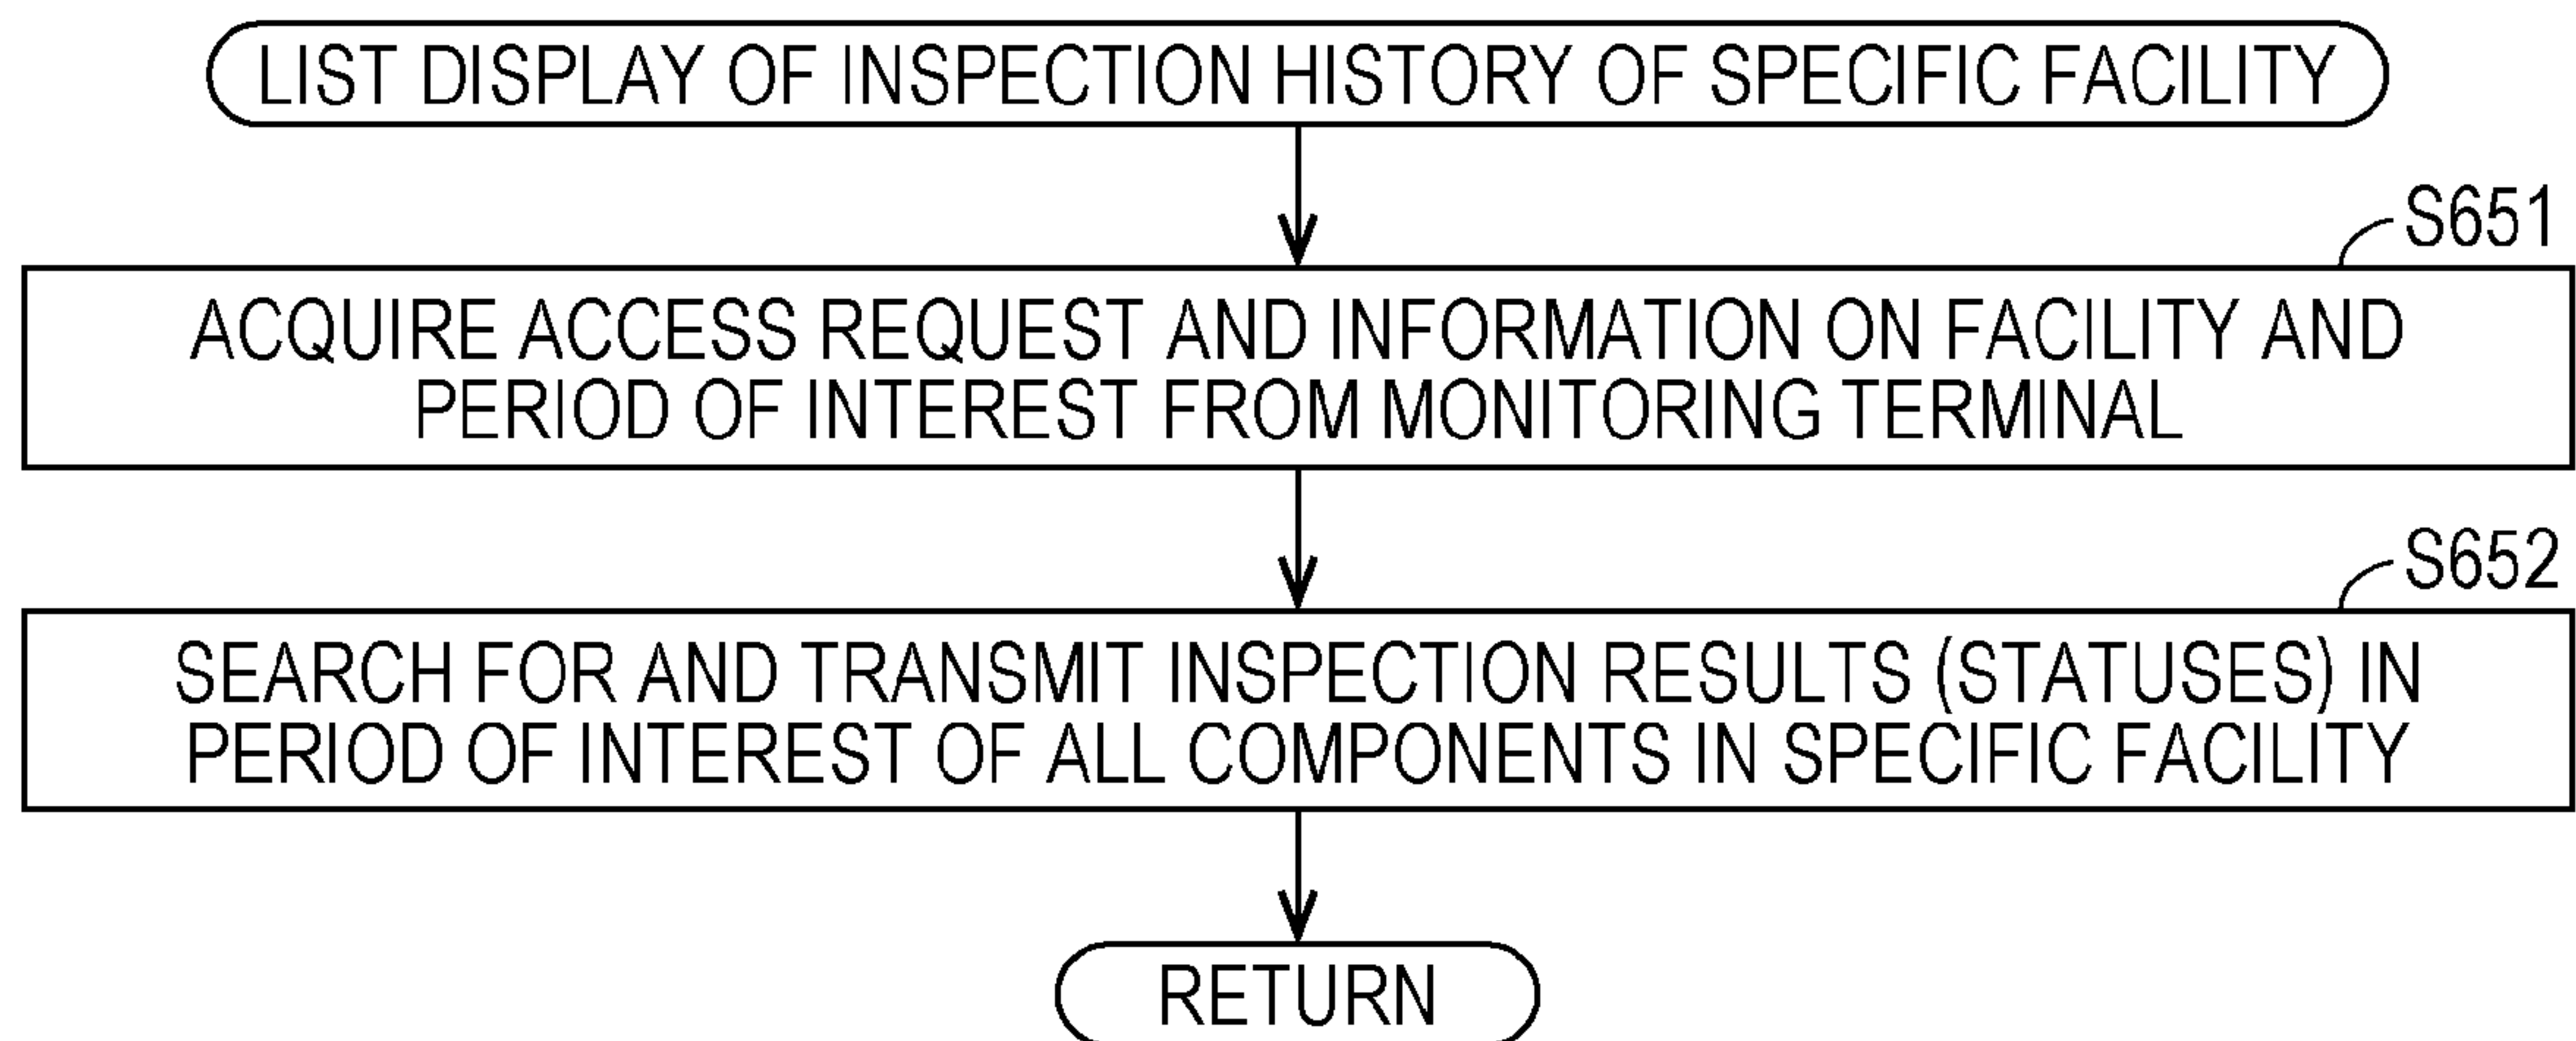 LIST DISPLAY OF INSPECTION HISTORY OF SPECIFIC FACILITY
S651
ACQUIRE ACCESS REQUEST AND INFORMATION ON FACILITY AND
PERIOD OF INTEREST FROM MONITORING TERMINAL
S652
SEARCH FOR AND TRANSMIT INSPECTION RESULTS (STATUSES) IN
PERIOD OF INTEREST OF ALL COMPONENTS IN SPECIFIC FACILITY
RETURN